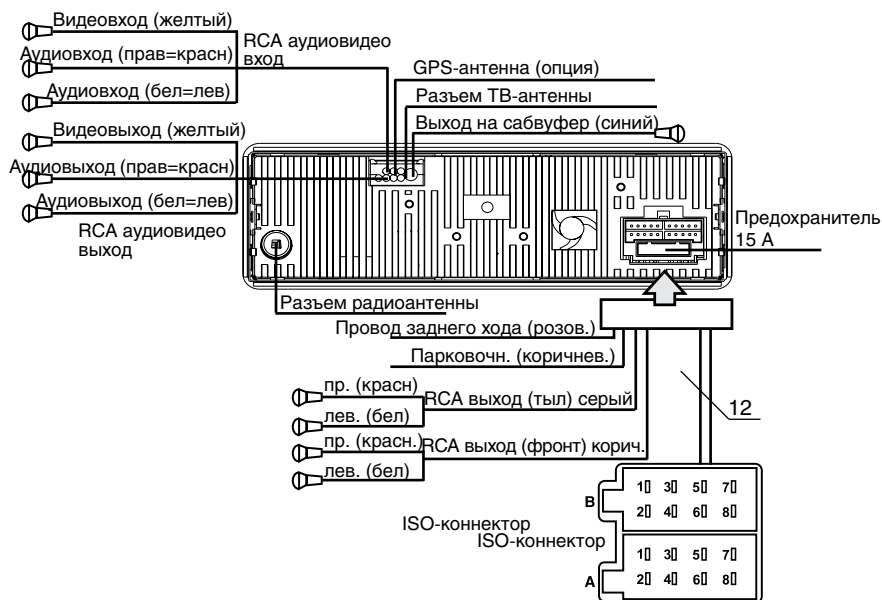 Видеовход (желтый)
Аудиовход (прав=красн)
Аудиовход (бел=лев)
RCA аудиовидео
вход
GPS-антенна (опция)
Разъем ТВ-антенны
Выход на сабвуфер (синий)
Видеовыход (желтый)
Аудиовыход (прав=красн)
Аудиовыход (бел=лев)
RCA аудиовидео
выход
Предохранитель
15 A
Разъем радиоантенны
Провод заднего хода (розов.)
Парковочн. (коричнев.)
пр. (красн)
лев. (бел)
RCA выход (тыл) серый
пр. (красн.)
лев. (бел)
RCA выход (фронт) корич.
12
ISO-коннектор
ISO-коннектор
B
1 3 5 7
2 4 6 8
A
1 3 5 7
2 4 6 8